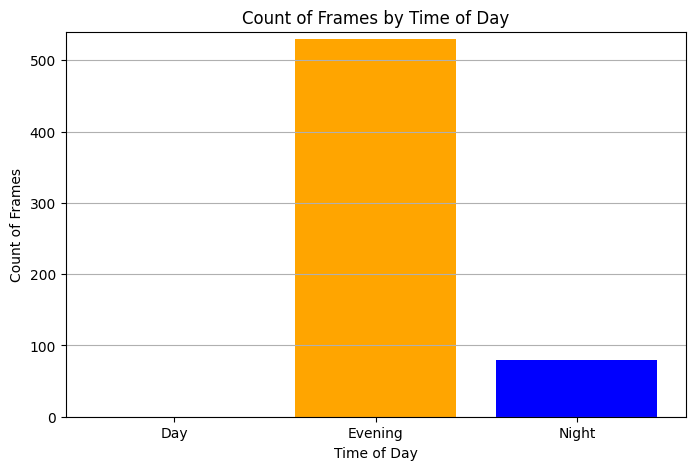 Count of Frames by Time of Day
Count of Frames
500
400
300
200
100
0
Day
Evening
Night
Time of Day